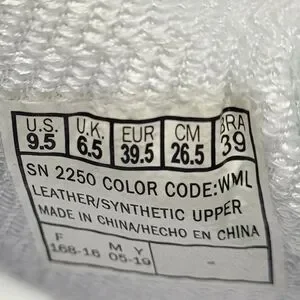 U.S. U.K. EUR CM BRA
9.5 6.5 39.5 26.5 39
SN 2250 COLOR CODE:WML
LEATHER/SYNTHETIC UPPER
MADE IN CHINA/HECHO EN CHINA
F M Y
168-16 05-19 -